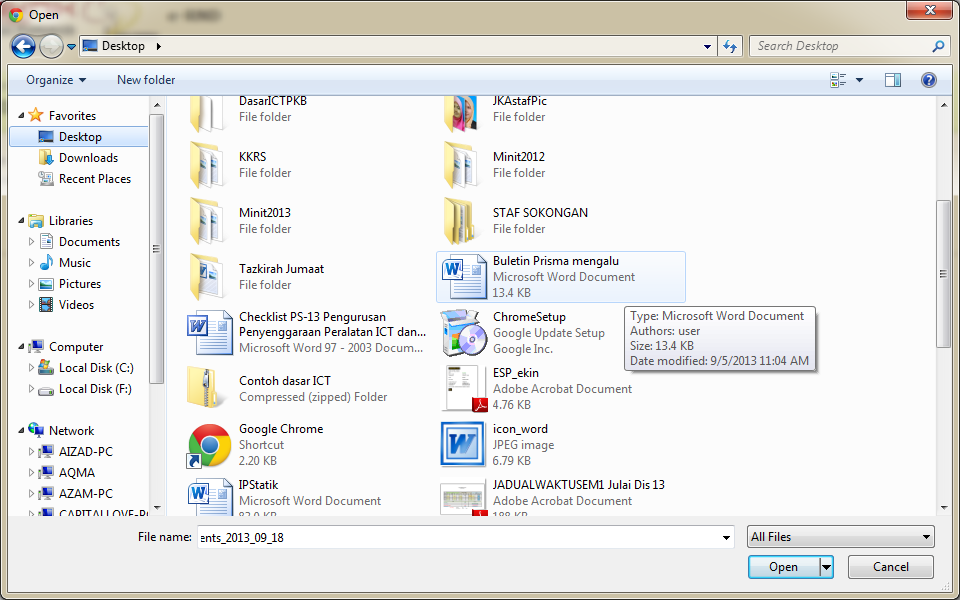 Open
Desktop
Search Desktop
Organize
New folder
Favorites
Desktop
Downloads
Recent Places
Libraries
Documents
Music
Pictures
Videos
Computer
Local Disk (C:)
Local Disk (F:)
Network
AIZAD-PC
AQMA
AZAM-PC
DasarICTPKB
File folder
JKAstafPic
File folder
KKRS
File folder
Minit2012
File folder
Minit2013
File folder
STAF SOKONGAN
File folder
Tazkirah Jumaat
File folder
Buletin Prisma mengalu
Microsoft Word Document
13.4 KB
Checklist PS-13 Pengurusan
Penyenggaraan Peralatan ICT dan...
Microsoft Word 97 - 2003 Docum...
ChromeSetup
Google Update Setup
Google Inc.
Type: Microsoft Word Document
Authors: user
Size: 13.4 KB
Date modified: 9/5/2013 11:04 AM
Contoh dasar ICT
Compressed (zipped) Folder
ESP_ekin
Adobe Acrobat Document
4.76 KB
Google Chrome
Shortcut
2.20 KB
icon_word
JPEG image
6.79 KB
IPStatik
Microsoft Word Document
JADUALWAKTUSEM1 Julai Dis 13
Adobe Acrobat Document
File name:
ents_2013_09_18
All Files
Open
Cancel